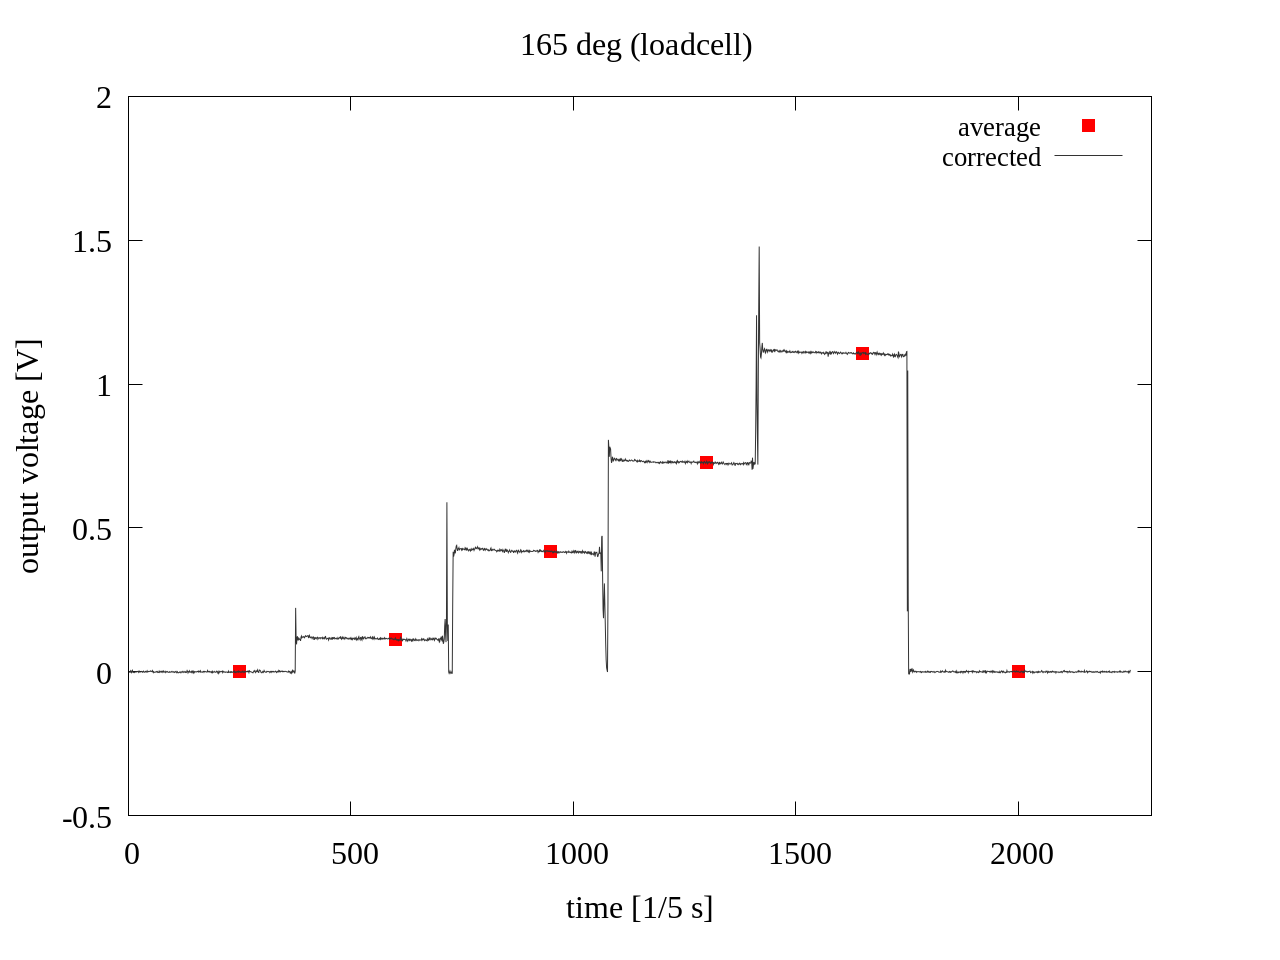 165 deg (loadcell)
average
corrected
2
1.5
1
0.5
0
-0.5
output voltage [V]
0 500 1000 1500 2000
time [1/5 s]